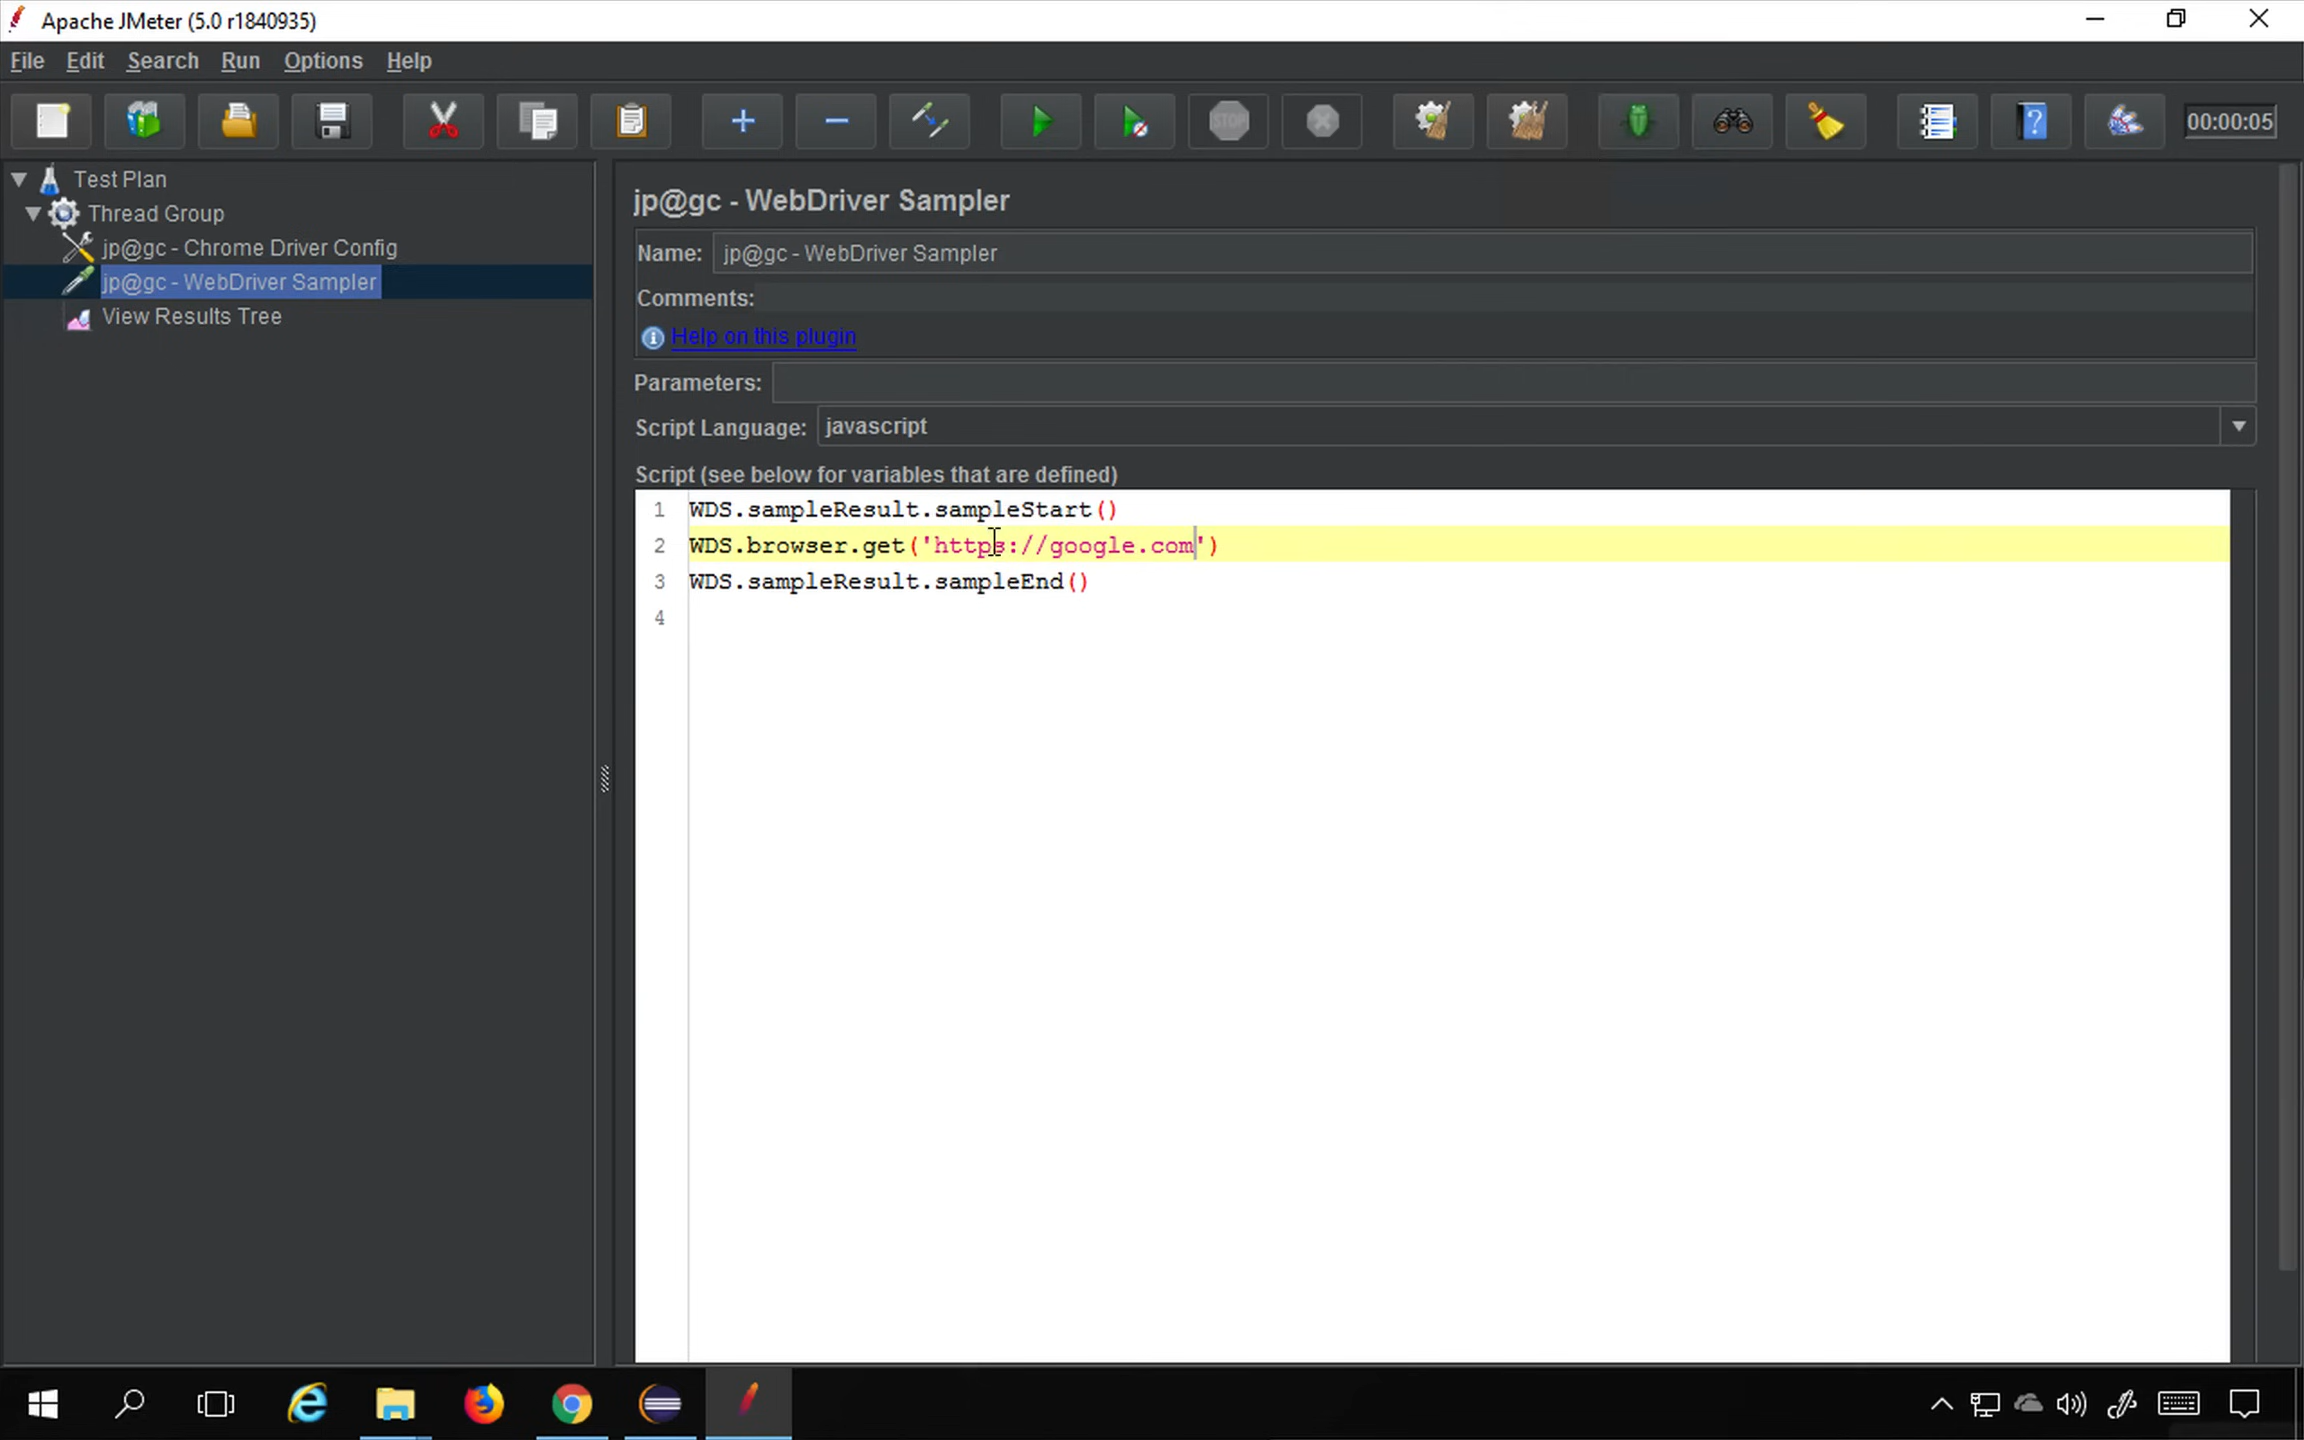 Apache JMeter (5.0 r1840935)
File Edit Search Run Options Help
STOP
00:00:05
Test Plan
Thread Group
jp@gc - Chrome Driver Config
jp@gc - WebDriver Sampler
View Results Tree
jp@gc - WebDriver Sampler
Name: jp@gc - WebDriver Sampler
Comments:
Help on this plugin
Parameters:
Script Language: javascript
Script (see below for variables that are defined)
1 WDS.sampleResult.sampleStart()
2 WDS.browser.get('https://google.com')
3 WDS.sampleResult.sampleEnd()
4